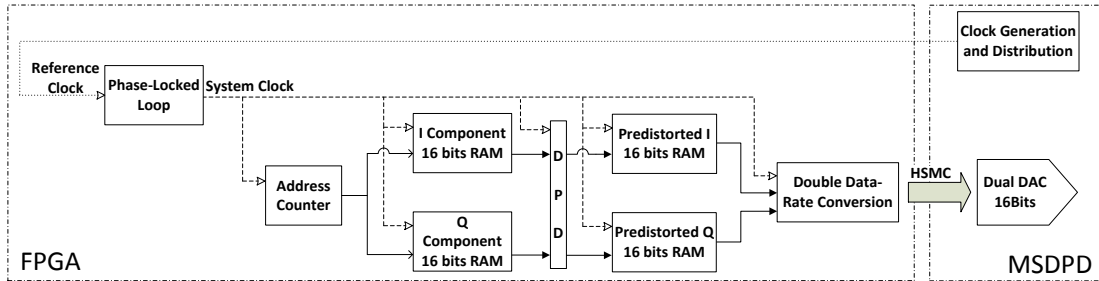 Clock Generation
and Distribution
Reference
Clock
Phase-Locked
Loop
System Clock
I Component
16 bits RAM
Predistorted I
16 bits RAM
D
P
D
Address
Counter
Double Data-
Rate Conversion
HSMC
Dual DAC
16Bits
Q
Component
16 bits RAM
Predistorted Q
16 bits RAM
FPGA
MSDPD